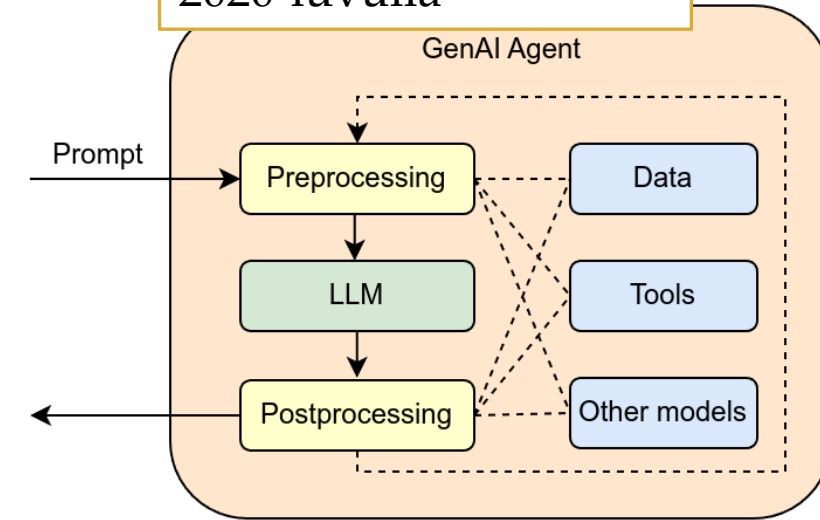 GenAI Agent
Prompt
Preprocessing
Data
LLM
Tools
Postprocessing
Other models